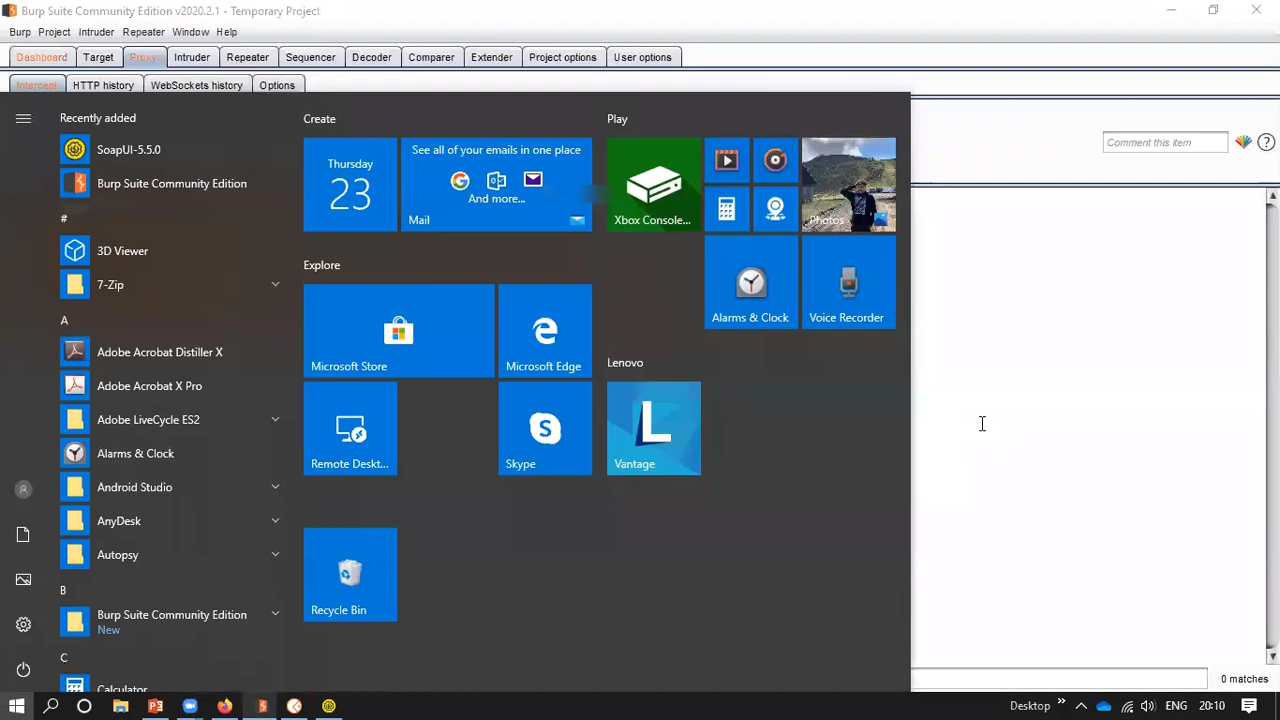 Burp Suite Community Edition v2020.2.1 - Temporary Project
Burp Project Intruder Repeater Window Help
Dashboard Target Proxy Intruder Repeater Sequencer Decoder Comparer Extender Project options User options
Intercept HTTP history WebSockets history Options
Comment this item
Recently added
SoapUI-5.5.0
Burp Suite Community Edition
#
3D Viewer
7-Zip
A
Adobe Acrobat Distiller X
Adobe Acrobat X Pro
Adobe LiveCycle ES2
Alarms & Clock
Android Studio
AnyDesk
Autopsy
B
Burp Suite Community Edition
New
C
Calculator
Create
Thursday
23
See all of your emails in one place
And more...
Mail
Explore
Microsoft Store
Microsoft Edge
Remote Deskt...
Skype
Recycle Bin
Play
Xbox Console...
Photos
Alarms & Clock
Voice Recorder
Lenovo
Vantage
0 matches
Desktop
ENG
20:10